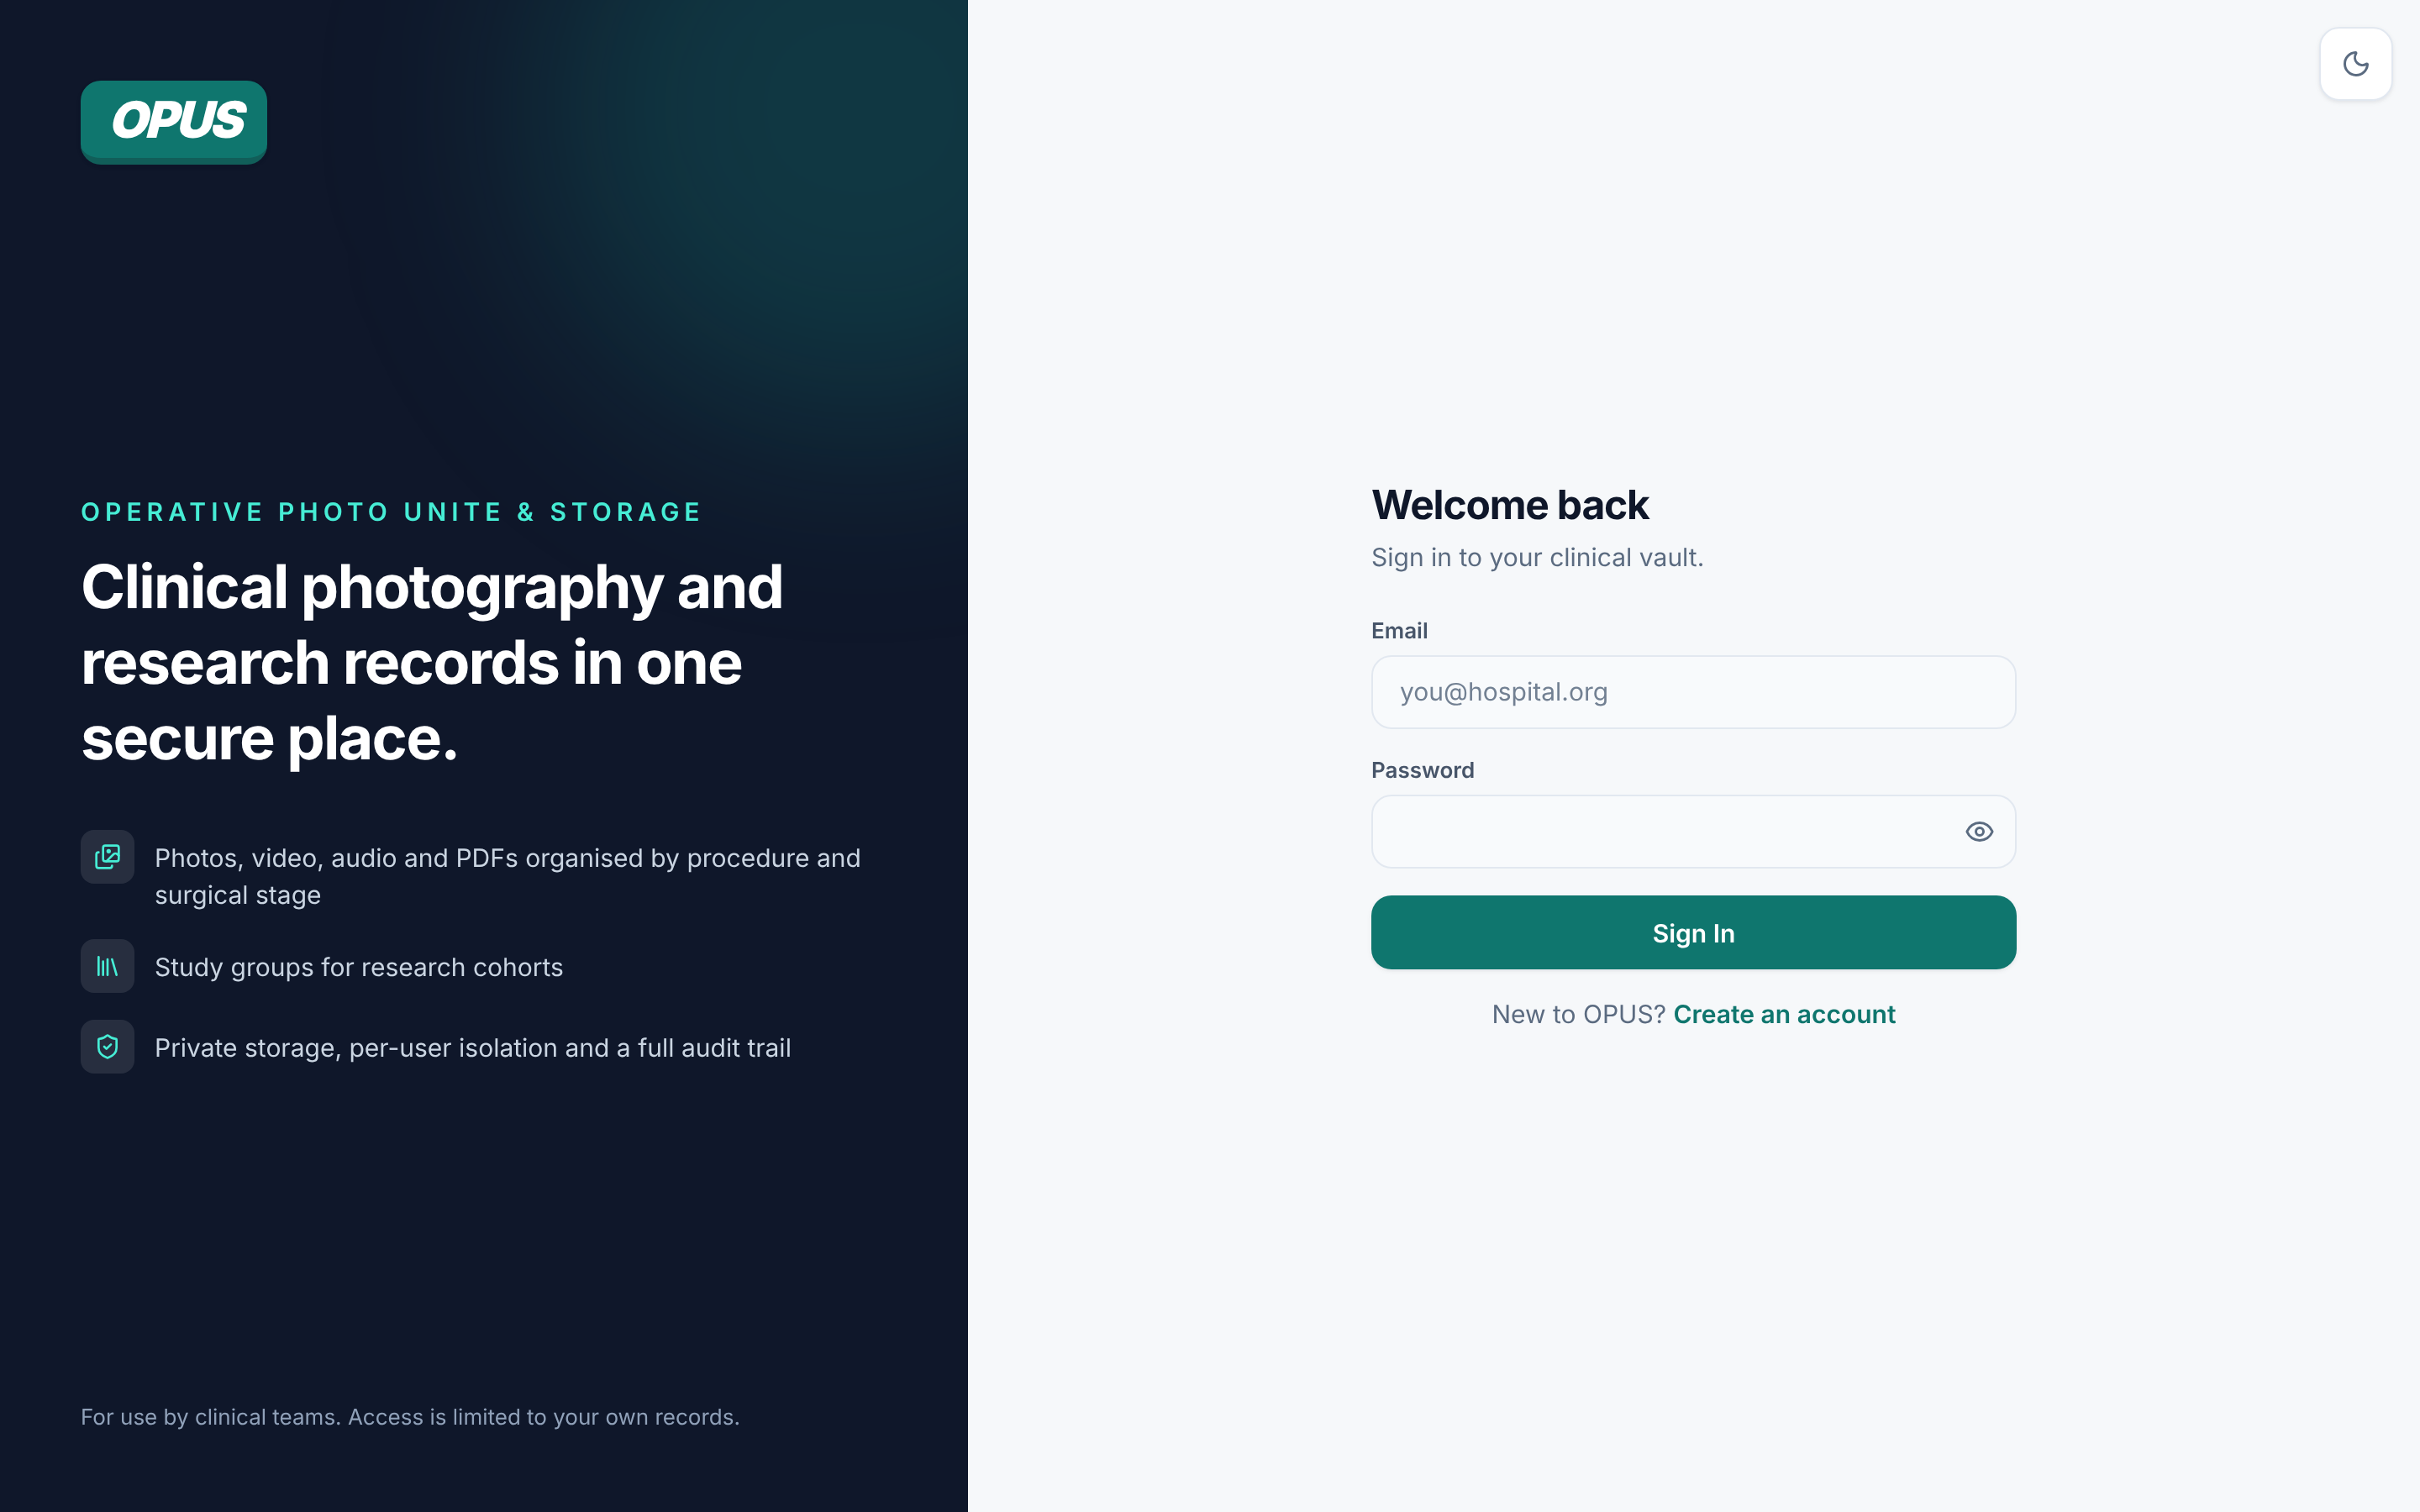 OPUS
OPERATIVE PHOTO UNITE & STORAGE
Clinical photography and
research records in one
secure place.
Photos, video, audio and PDFs organised by procedure and
surgical stage
Study groups for research cohorts
Private storage, per-user isolation and a full audit trail
For use by clinical teams. Access is limited to your own records.
Welcome back
Sign in to your clinical vault.
Email
you@hospital.org
Password
Sign In
New to OPUS? Create an account